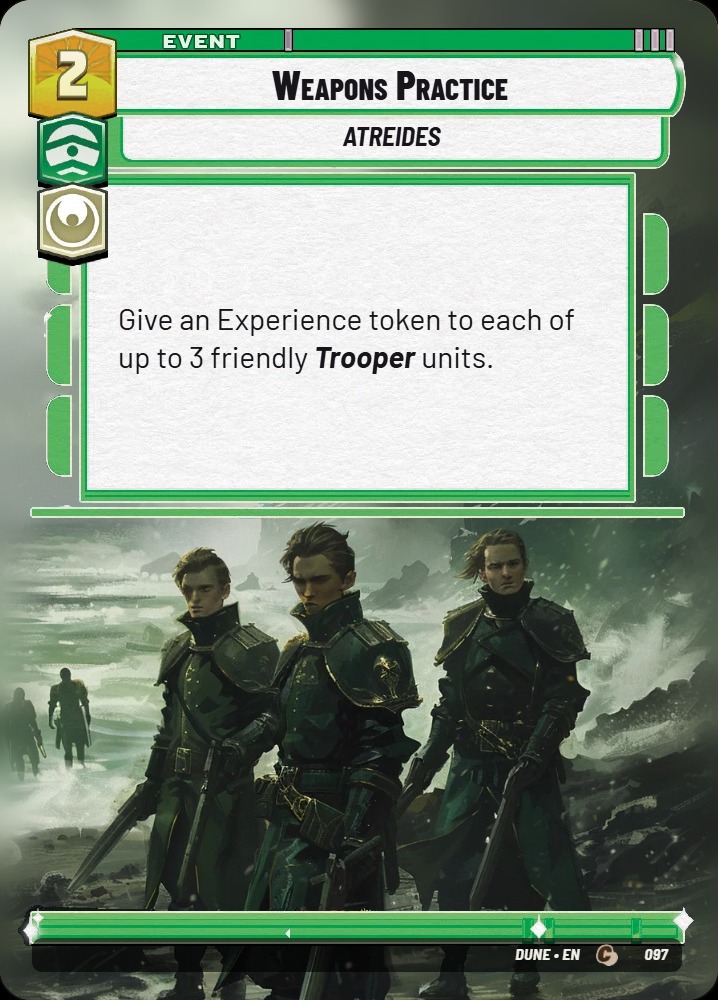 EVENT
2
Weapons Practice
ATREIDES
Give an Experience token to each of
up to 3 friendly Trooper units.
DUNE • EN C 097